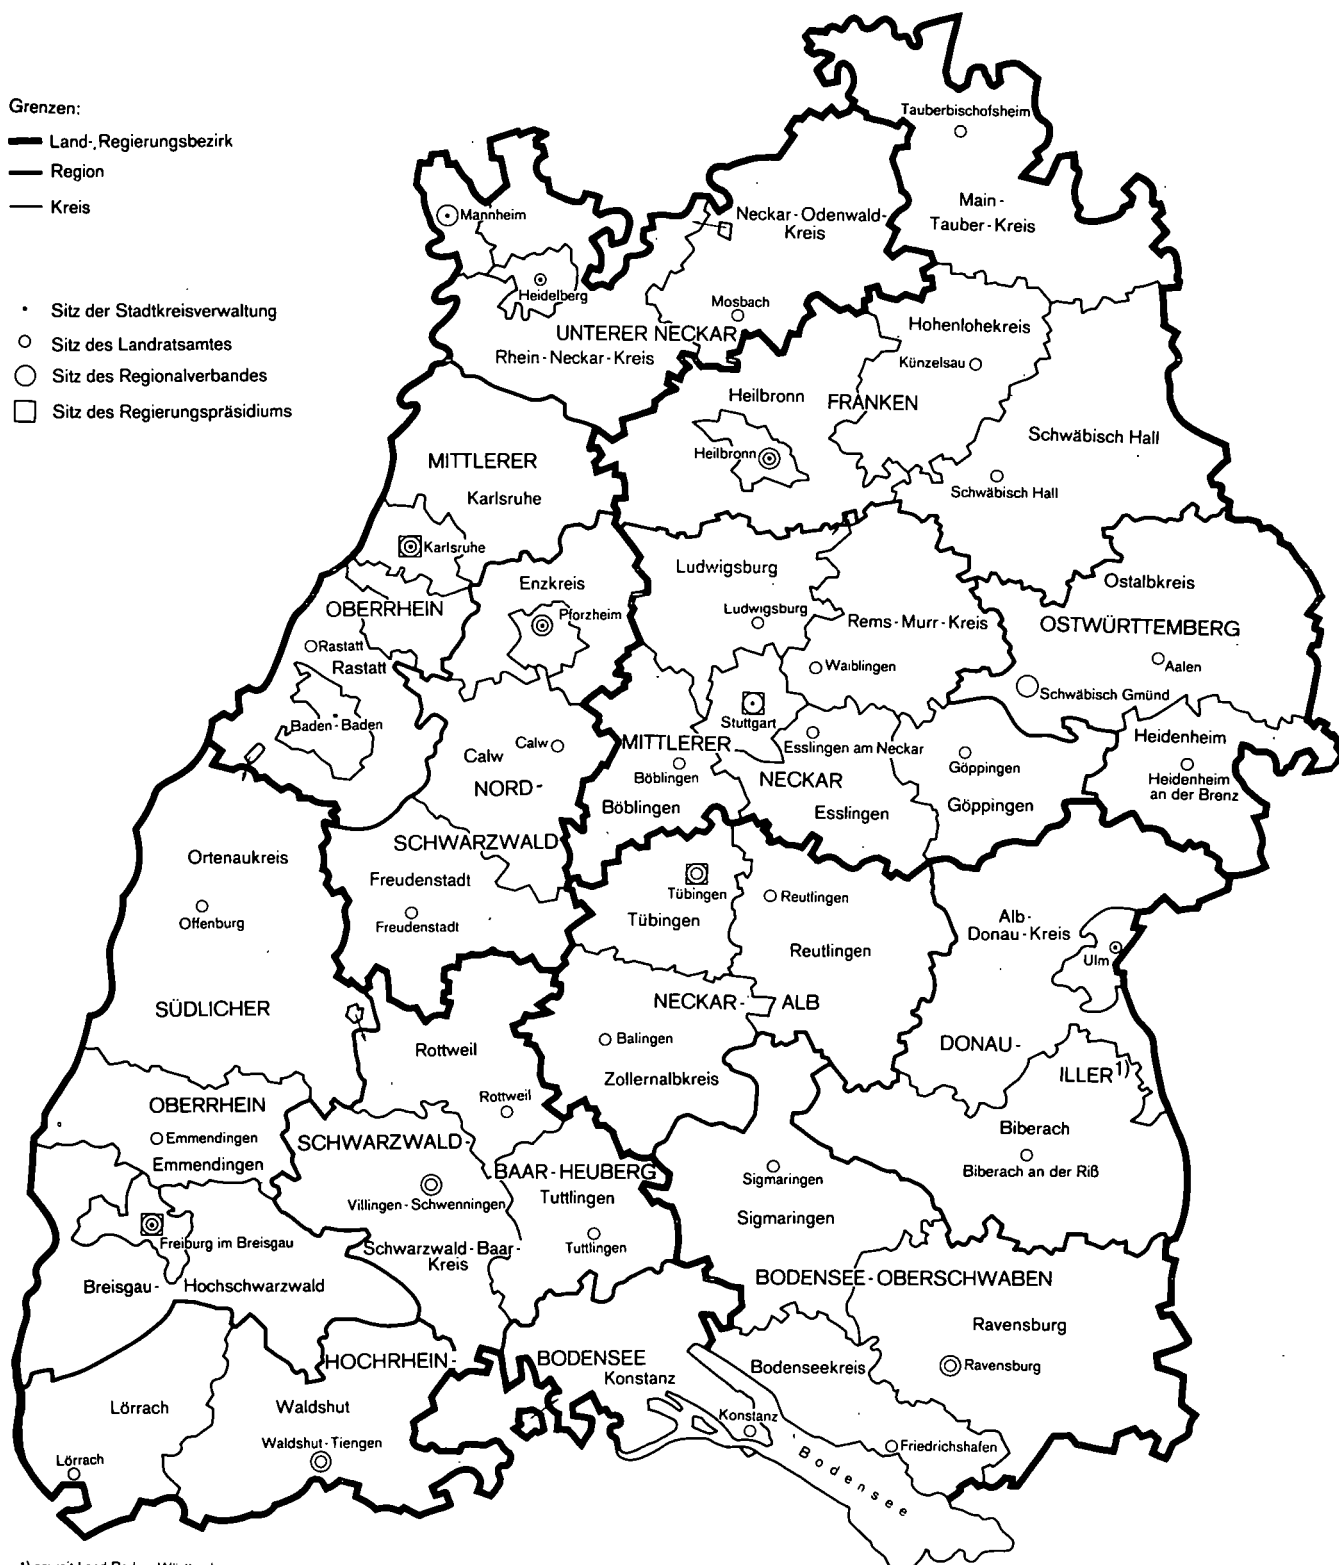 Grenzen:
Land-, Regierungsbezirk
Region
Kreis
Sitz der Stadtkreisverwaltung
Sitz des Landratsamtes
Sitz des Regionalverbandes
Sitz des Regierungspräsidiums
Tauberbischofsheim
Main-
Tauber-Kreis
Mannheim
Neckar-Odenwald-
Kreis
Heidelberg
Mosbach
UNTERER NECKAR
Rhein-Neckar-Kreis
Hohenlohekreis
Künzelsau
Heilbronn
FRANKEN
Heilbronn
Schwäbisch Hall
Schwäbisch Hall
MITTLERER
Karlsruhe
Karlsruhe
OBERRHEIN
Rastatt
Rastatt
Baden-Baden
Enzkreis
Pforzheim
Ludwigsburg
Ludwigsburg
Rems-Murr-Kreis
Waiblingen
Ostalbkreis
OSTWÜRTTEMBERG
Aalen
Schwäbisch Gmünd
Stuttgart
MITTLERER
Böblingen
Böblingen
Esslingen am Neckar
NECKAR
Esslingen
Göppingen
Göppingen
Heidenheim
Heidenheim
an der Brenz
Calw
Calw
NORD-
SCHWARZWALD
Freudenstadt
Freudenstadt
Ortenaukreis
Offenburg
SÜDLICHER
Tübingen
Tübingen
Reutlingen
Reutlingen
Alb-
Donau-Kreis
Ulm
NECKAR-
ALB
Balingen
Zollernalbkreis
DONAU-
ILLER 1)
Rottweil
Rottweil
OBERRHEIN
Emmendingen
Emmendingen
SCHWARZWALD-
BAAR-HEUBERG
Villingen-Schwenningen
Tuttlingen
Tuttlingen
Schwarzwald-Baar-
Kreis
Biberach
Biberach an der Riß
Sigmaringen
Sigmaringen
Freiburg im Breisgau
Breisgau-
Hochschwarzwald
BODENSEE-OBERSCHWABEN
Ravensburg
Ravensburg
Bodenseekreis
HOCHRHEIN-
BODENSEE
Konstanz
Konstanz
Friedrichshafen
Bodensee
Lörrach
Lörrach
Waldshut
Waldshut-Tiengen